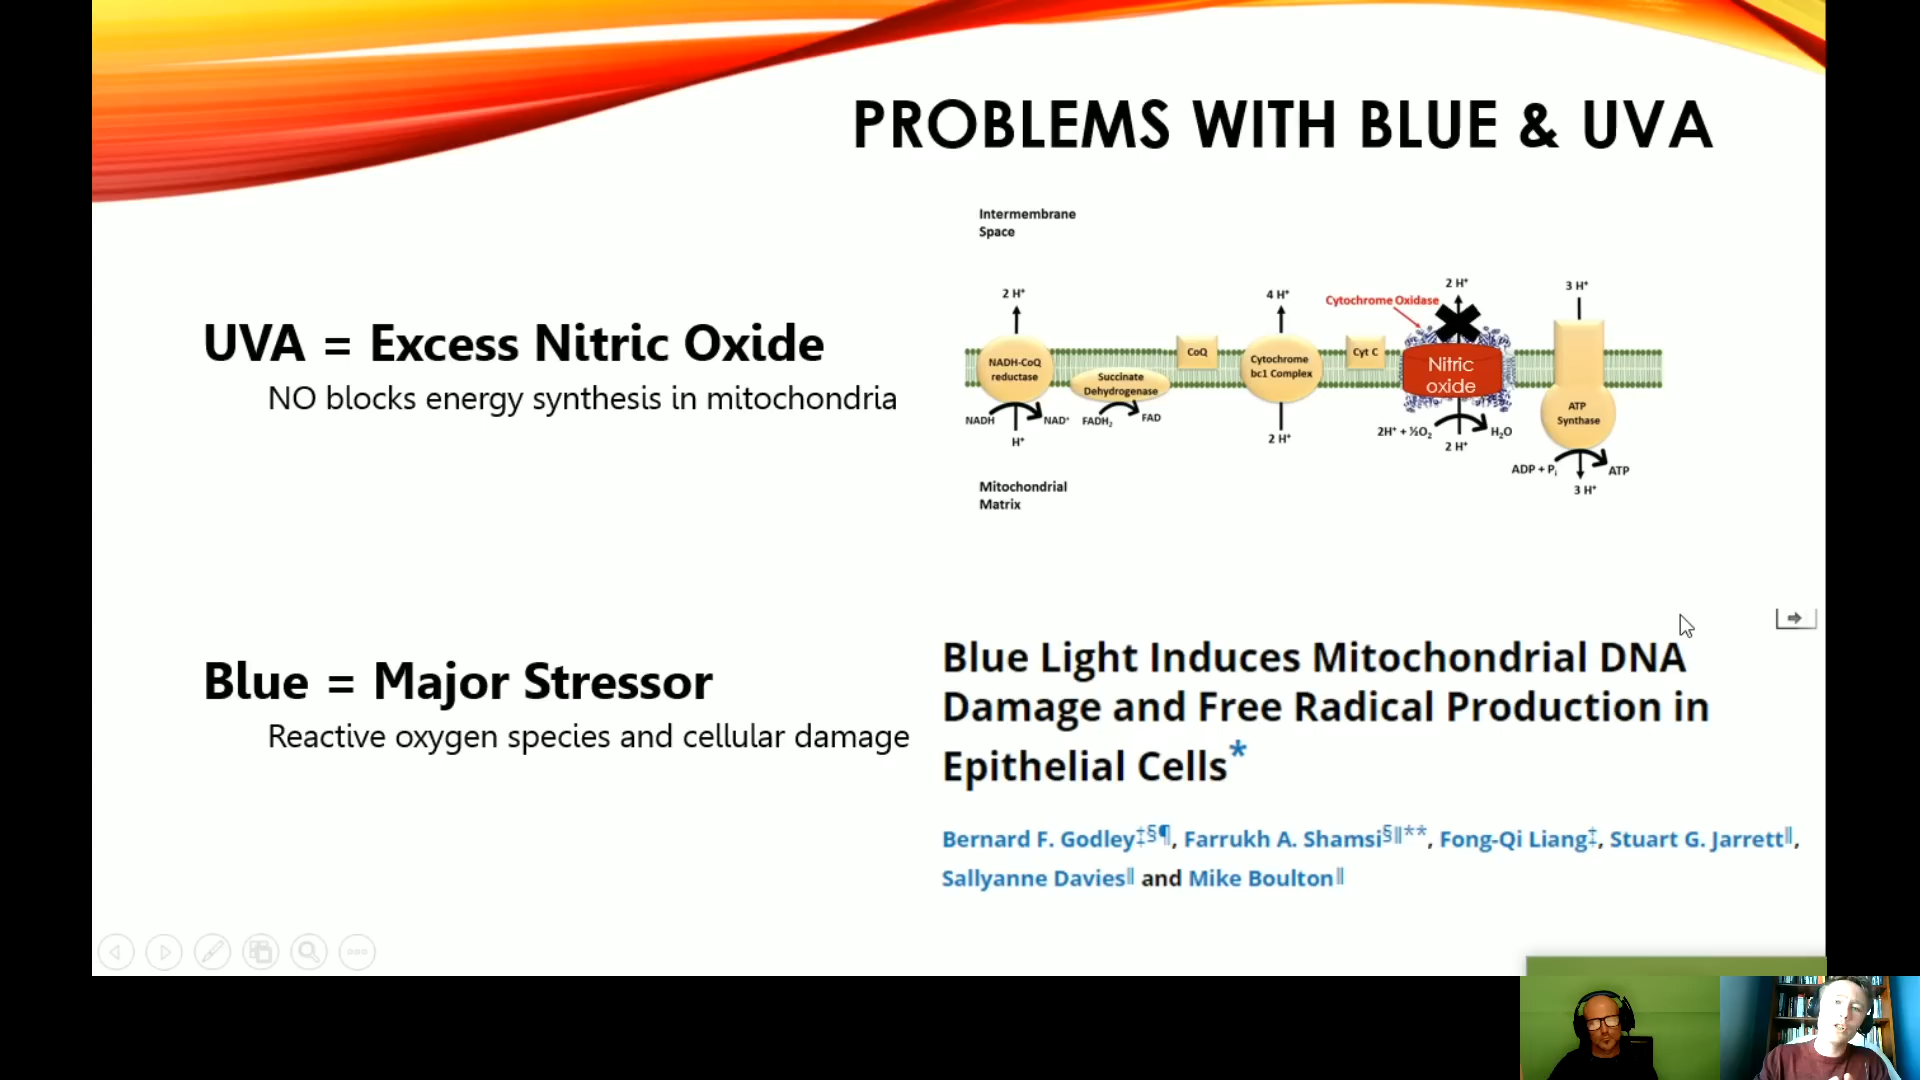 PROBLEMS WITH BLUE & UVA
UVA = Excess Nitric Oxide
NO blocks energy synthesis in mitochondria
Intermembrane
Space
2 H⁺
4 H⁺
Cytochrome Oxidase
2 H⁺
3 H⁺
NADH-CoQ
reductase
Succinate
Dehydrogenase
CoQ
Cytochrome
bc1 Complex
Cyt C
Nitric
oxide
ATP
Synthase
NADH
NAD⁺
H⁺
FADH₂
FAD
2 H⁺
2H⁺ + ½O₂
H₂O
2 H⁺
ADP + Pᵢ
ATP
3 H⁺
Mitochondrial
Matrix
Blue = Major Stressor
Reactive oxygen species and cellular damage
Blue Light Induces Mitochondrial DNA
Damage and Free Radical Production in
Epithelial Cells*
Bernard F. Godley‡§¶, Farrukh A. Shamsi§‖**, Fong-Qi Liang‡, Stuart G. Jarrett‖,
Sallyanne Davies‖ and Mike Boulton‖